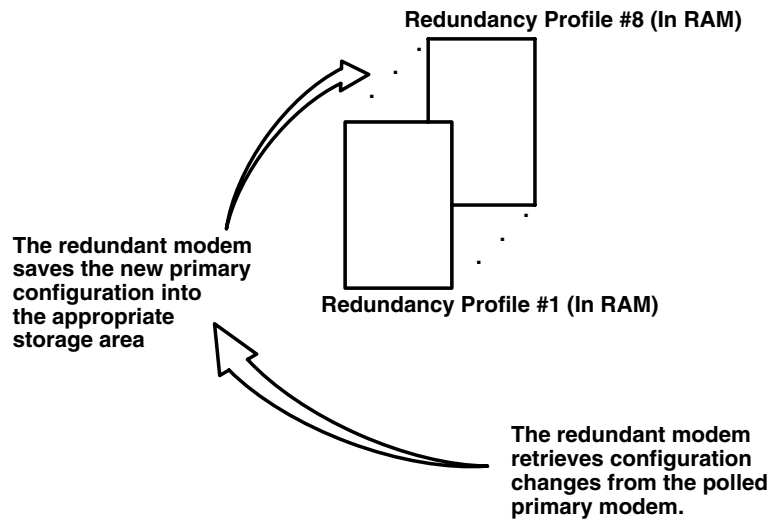 Redundancy Profile #8 (In RAM)
The redundant modem
saves the new primary
configuration into
the appropriate
storage area
Redundancy Profile #1 (In RAM)
The redundant modem
retrieves configuration
changes from the polled
primary modem.